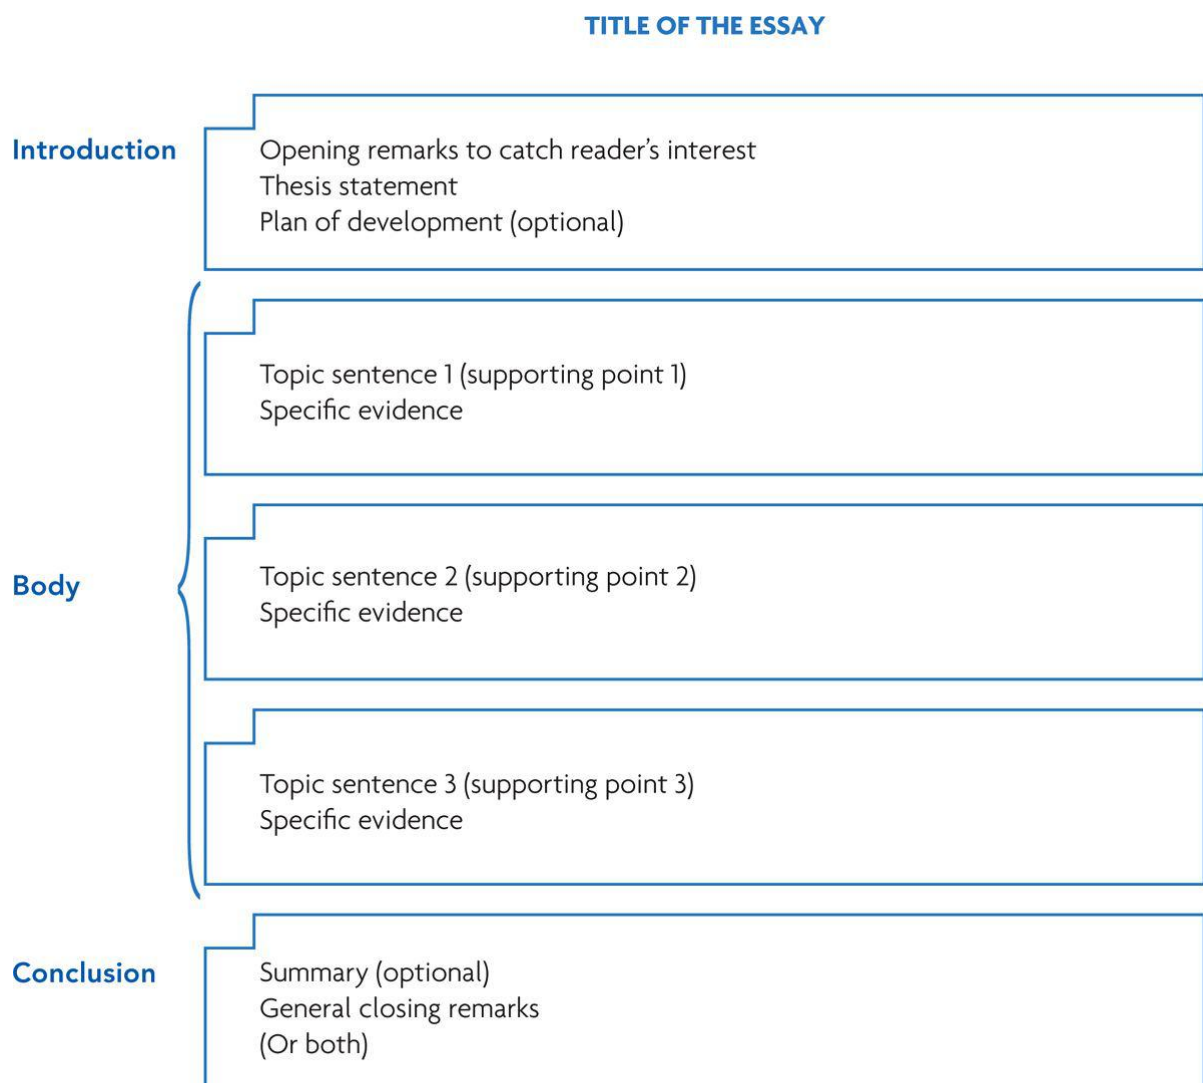 TITLE OF THE ESSAY
Introduction
Opening remarks to catch reader’s interest
Thesis statement
Plan of development (optional)
Body
Topic sentence 1 (supporting point 1)
Specific evidence
Topic sentence 2 (supporting point 2)
Specific evidence
Topic sentence 3 (supporting point 3)
Specific evidence
Conclusion
Summary (optional)
General closing remarks
(Or both)